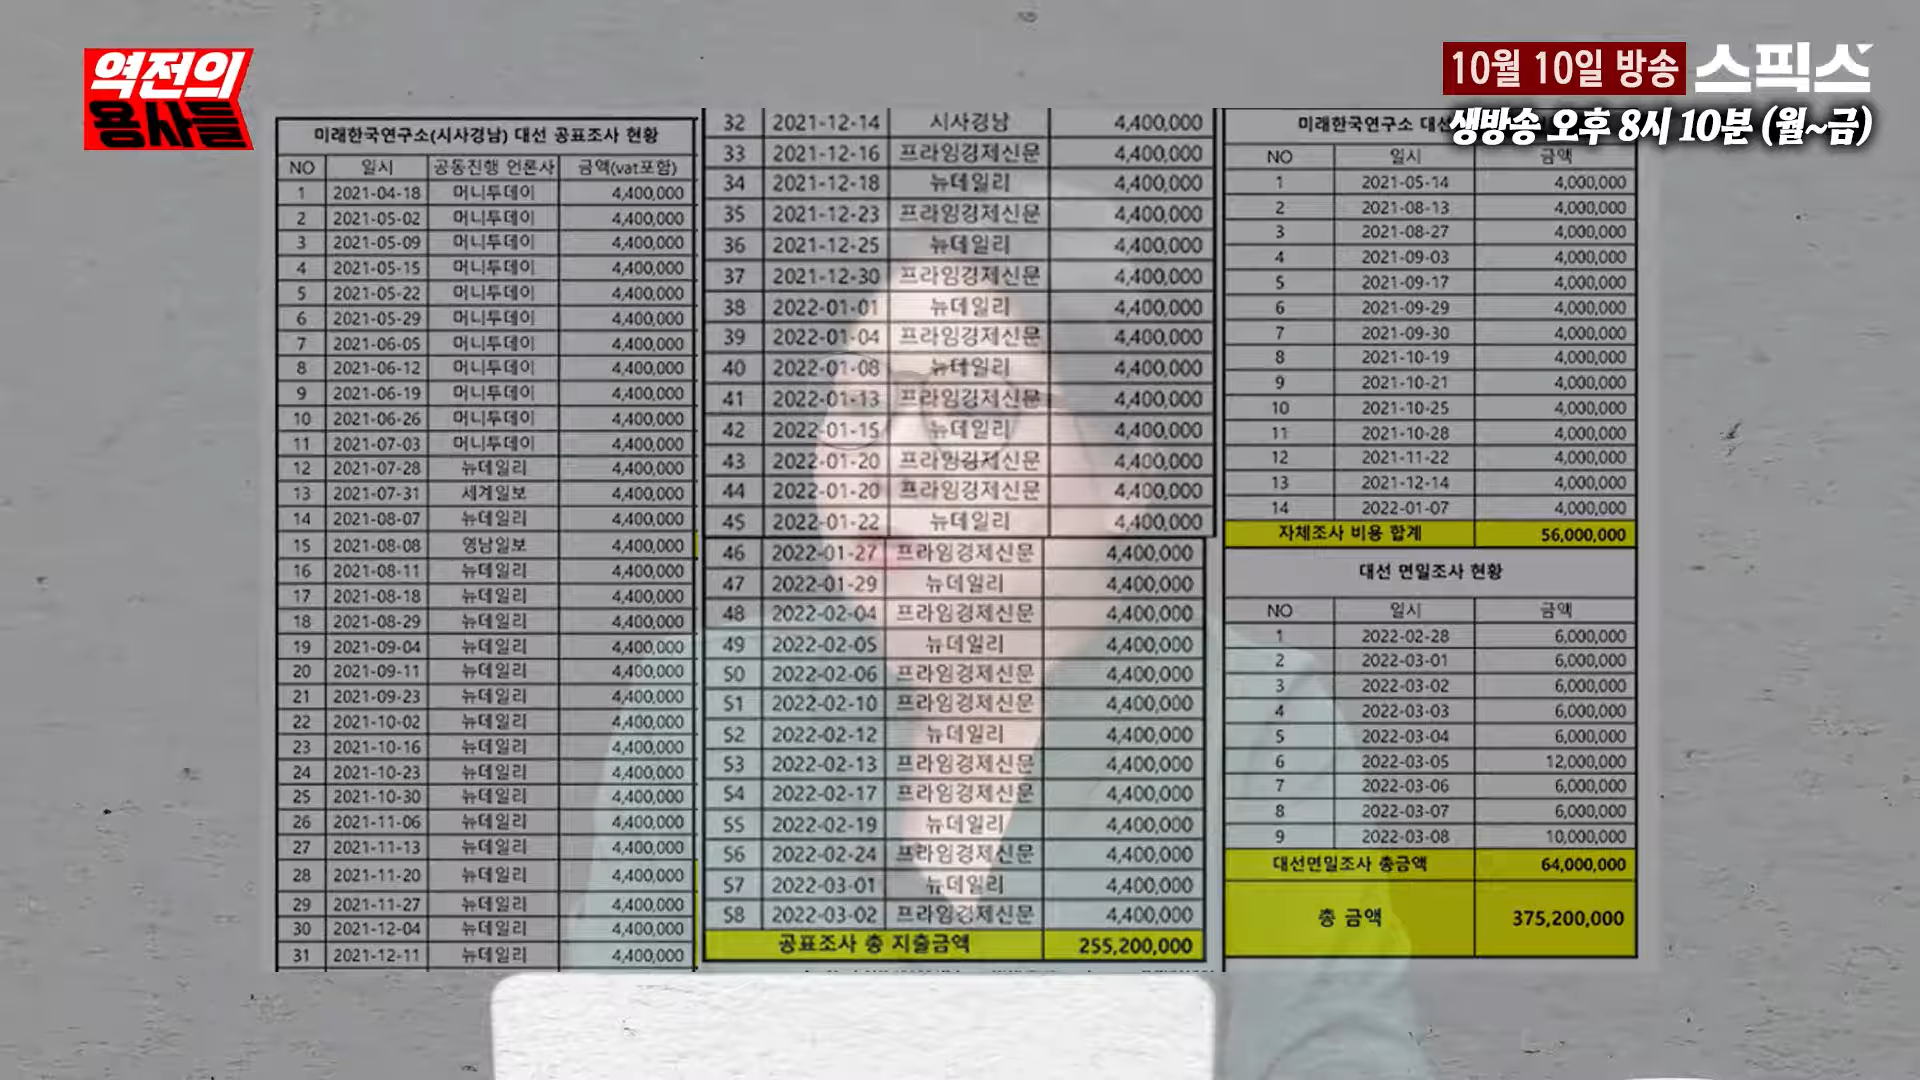 역전의
용사들
10월 10일 방송 스픽스
생방송 오후 8시 10분 (월~금)
미래한국연구소(시사경남) 대선 공표조사 현황
NO 일시 공동진행 언론사 금액(vat포함)
1 2021-04-18 머니투데이 4,400,000
2 2021-05-02 머니투데이 4,400,000
3 2021-05-09 머니투데이 4,400,000
4 2021-05-15 머니투데이 4,400,000
5 2021-05-22 머니투데이 4,400,000
6 2021-05-29 머니투데이 4,400,000
7 2021-06-05 머니투데이 4,400,000
8 2021-06-12 머니투데이 4,400,000
9 2021-06-19 머니투데이 4,400,000
10 2021-06-26 머니투데이 4,400,000
11 2021-07-03 머니투데이 4,400,000
12 2021-07-28 뉴데일리 4,400,000
13 2021-07-31 세계일보 4,400,000
14 2021-08-07 뉴데일리 4,400,000
15 2021-08-08 영남일보 4,400,000
16 2021-08-11 뉴데일리 4,400,000
17 2021-08-18 뉴데일리 4,400,000
18 2021-08-29 뉴데일리 4,400,000
19 2021-09-04 뉴데일리 4,400,000
20 2021-09-11 뉴데일리 4,400,000
21 2021-09-23 뉴데일리 4,400,000
22 2021-10-02 뉴데일리 4,400,000
23 2021-10-16 뉴데일리 4,400,000
24 2021-10-23 뉴데일리 4,400,000
25 2021-10-30 뉴데일리 4,400,000
26 2021-11-06 뉴데일리 4,400,000
27 2021-11-13 뉴데일리 4,400,000
28 2021-11-20 뉴데일리 4,400,000
29 2021-11-27 뉴데일리 4,400,000
30 2021-12-04 뉴데일리 4,400,000
31 2021-12-11 뉴데일리 4,400,000
32 2021-12-14 시사경남 4,400,000
33 2021-12-16 프라임경제신문 4,400,000
34 2021-12-18 뉴데일리 4,400,000
35 2021-12-23 프라임경제신문 4,400,000
36 2021-12-25 뉴데일리 4,400,000
37 2021-12-30 프라임경제신문 4,400,000
38 2022-01-01 뉴데일리 4,400,000
39 2022-01-04 프라임경제신문 4,400,000
40 2022-01-08 뉴데일리 4,400,000
41 2022-01-13 프라임경제신문 4,400,000
42 2022-01-15 뉴데일리 4,400,000
43 2022-01-20 프라임경제신문 4,400,000
44 2022-01-20 프라임경제신문 4,400,000
45 2022-01-22 뉴데일리 4,400,000
46 2022-01-27 프라임경제신문 4,400,000
47 2022-01-29 뉴데일리 4,400,000
48 2022-02-04 프라임경제신문 4,400,000
49 2022-02-05 뉴데일리 4,400,000
50 2022-02-06 프라임경제신문 4,400,000
51 2022-02-10 프라임경제신문 4,400,000
52 2022-02-12 뉴데일리 4,400,000
53 2022-02-13 프라임경제신문 4,400,000
54 2022-02-17 프라임경제신문 4,400,000
55 2022-02-19 뉴데일리 4,400,000
56 2022-02-24 프라임경제신문 4,400,000
57 2022-03-01 뉴데일리 4,400,000
58 2022-03-02 프라임경제신문 4,400,000
공표조사 총 지출금액 255,200,000
미래한국연구소 대선
NO 일시 금액
1 2021-05-14 4,000,000
2 2021-08-13 4,000,000
3 2021-08-27 4,000,000
4 2021-09-03 4,000,000
5 2021-09-17 4,000,000
6 2021-09-29 4,000,000
7 2021-09-30 4,000,000
8 2021-10-19 4,000,000
9 2021-10-21 4,000,000
10 2021-10-25 4,000,000
11 2021-10-28 4,000,000
12 2021-11-22 4,000,000
13 2021-12-14 4,000,000
14 2022-01-07 4,000,000
자체조사 비용 합계 56,000,000
대선 면밀조사 현황
NO 일시 금액
1 2022-02-28 6,000,000
2 2022-03-01 6,000,000
3 2022-03-02 6,000,000
4 2022-03-03 6,000,000
5 2022-03-04 6,000,000
6 2022-03-05 12,000,000
7 2022-03-06 6,000,000
8 2022-03-07 6,000,000
9 2022-03-08 10,000,000
대선면밀조사 총금액 64,000,000
총 금액 375,200,000